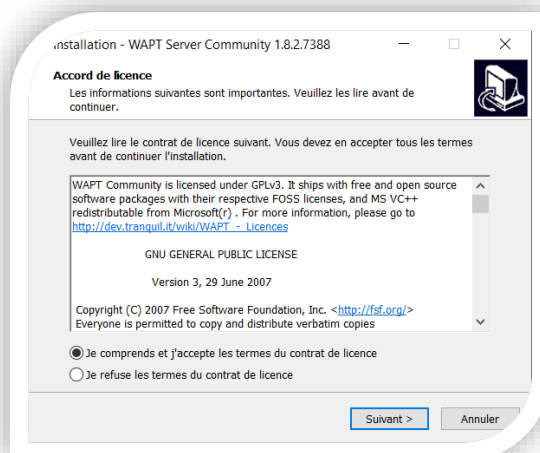 Installation - WAPT Server Community 1.8.2.7388
Accord de licence
Les informations suivantes sont importantes. Veuillez les lire avant de
continuer.
Veuillez lire le contrat de licence suivant. Vous devez en accepter tous les termes
avant de continuer l'installation.
WAPT Community is licensed under GPLv3. It ships with free and open source
software packages with their respective FOSS licenses, and MS VC++
redistributable from Microsoft(r) . For more information, please go to
http://dev.tranquil.it/wiki/WAPT_-_Licences
GNU GENERAL PUBLIC LICENSE
Version 3, 29 June 2007
Copyright (C) 2007 Free Software Foundation, Inc. <http://fsf.org/>
Everyone is permitted to copy and distribute verbatim copies
Je comprends et j'accepte les termes du contrat de licence
Je refuse les termes du contrat de licence
Suivant >
Annuler